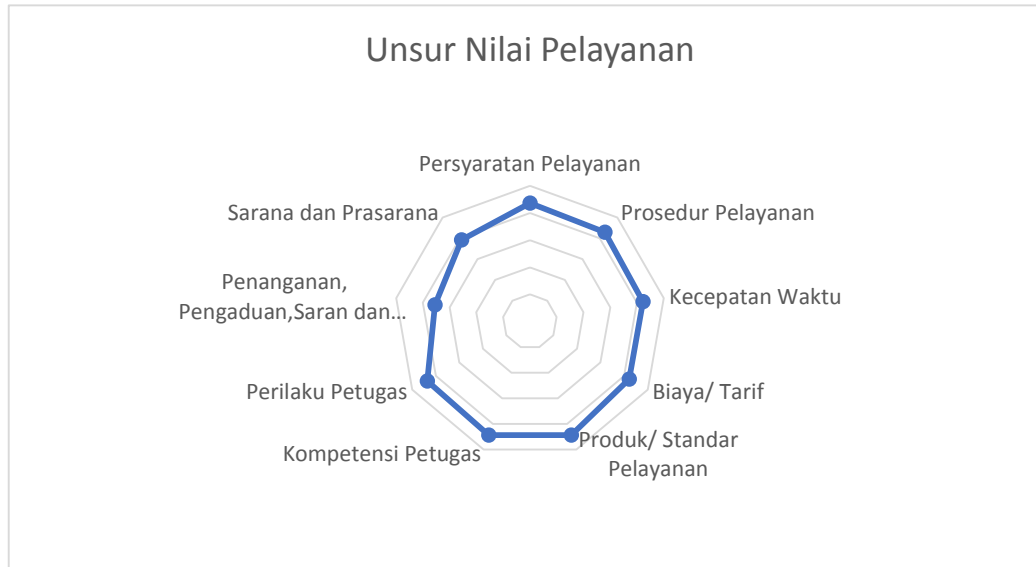 Unsur Nilai Pelayanan
Persyaratan Pelayanan
Prosedur Pelayanan
Kecepatan Waktu
Biaya/ Tarif
Produk/ Standar
Pelayanan
Kompetensi Petugas
Perilaku Petugas
Penanganan,
Pengaduan,Saran dan...
Sarana dan Prasarana